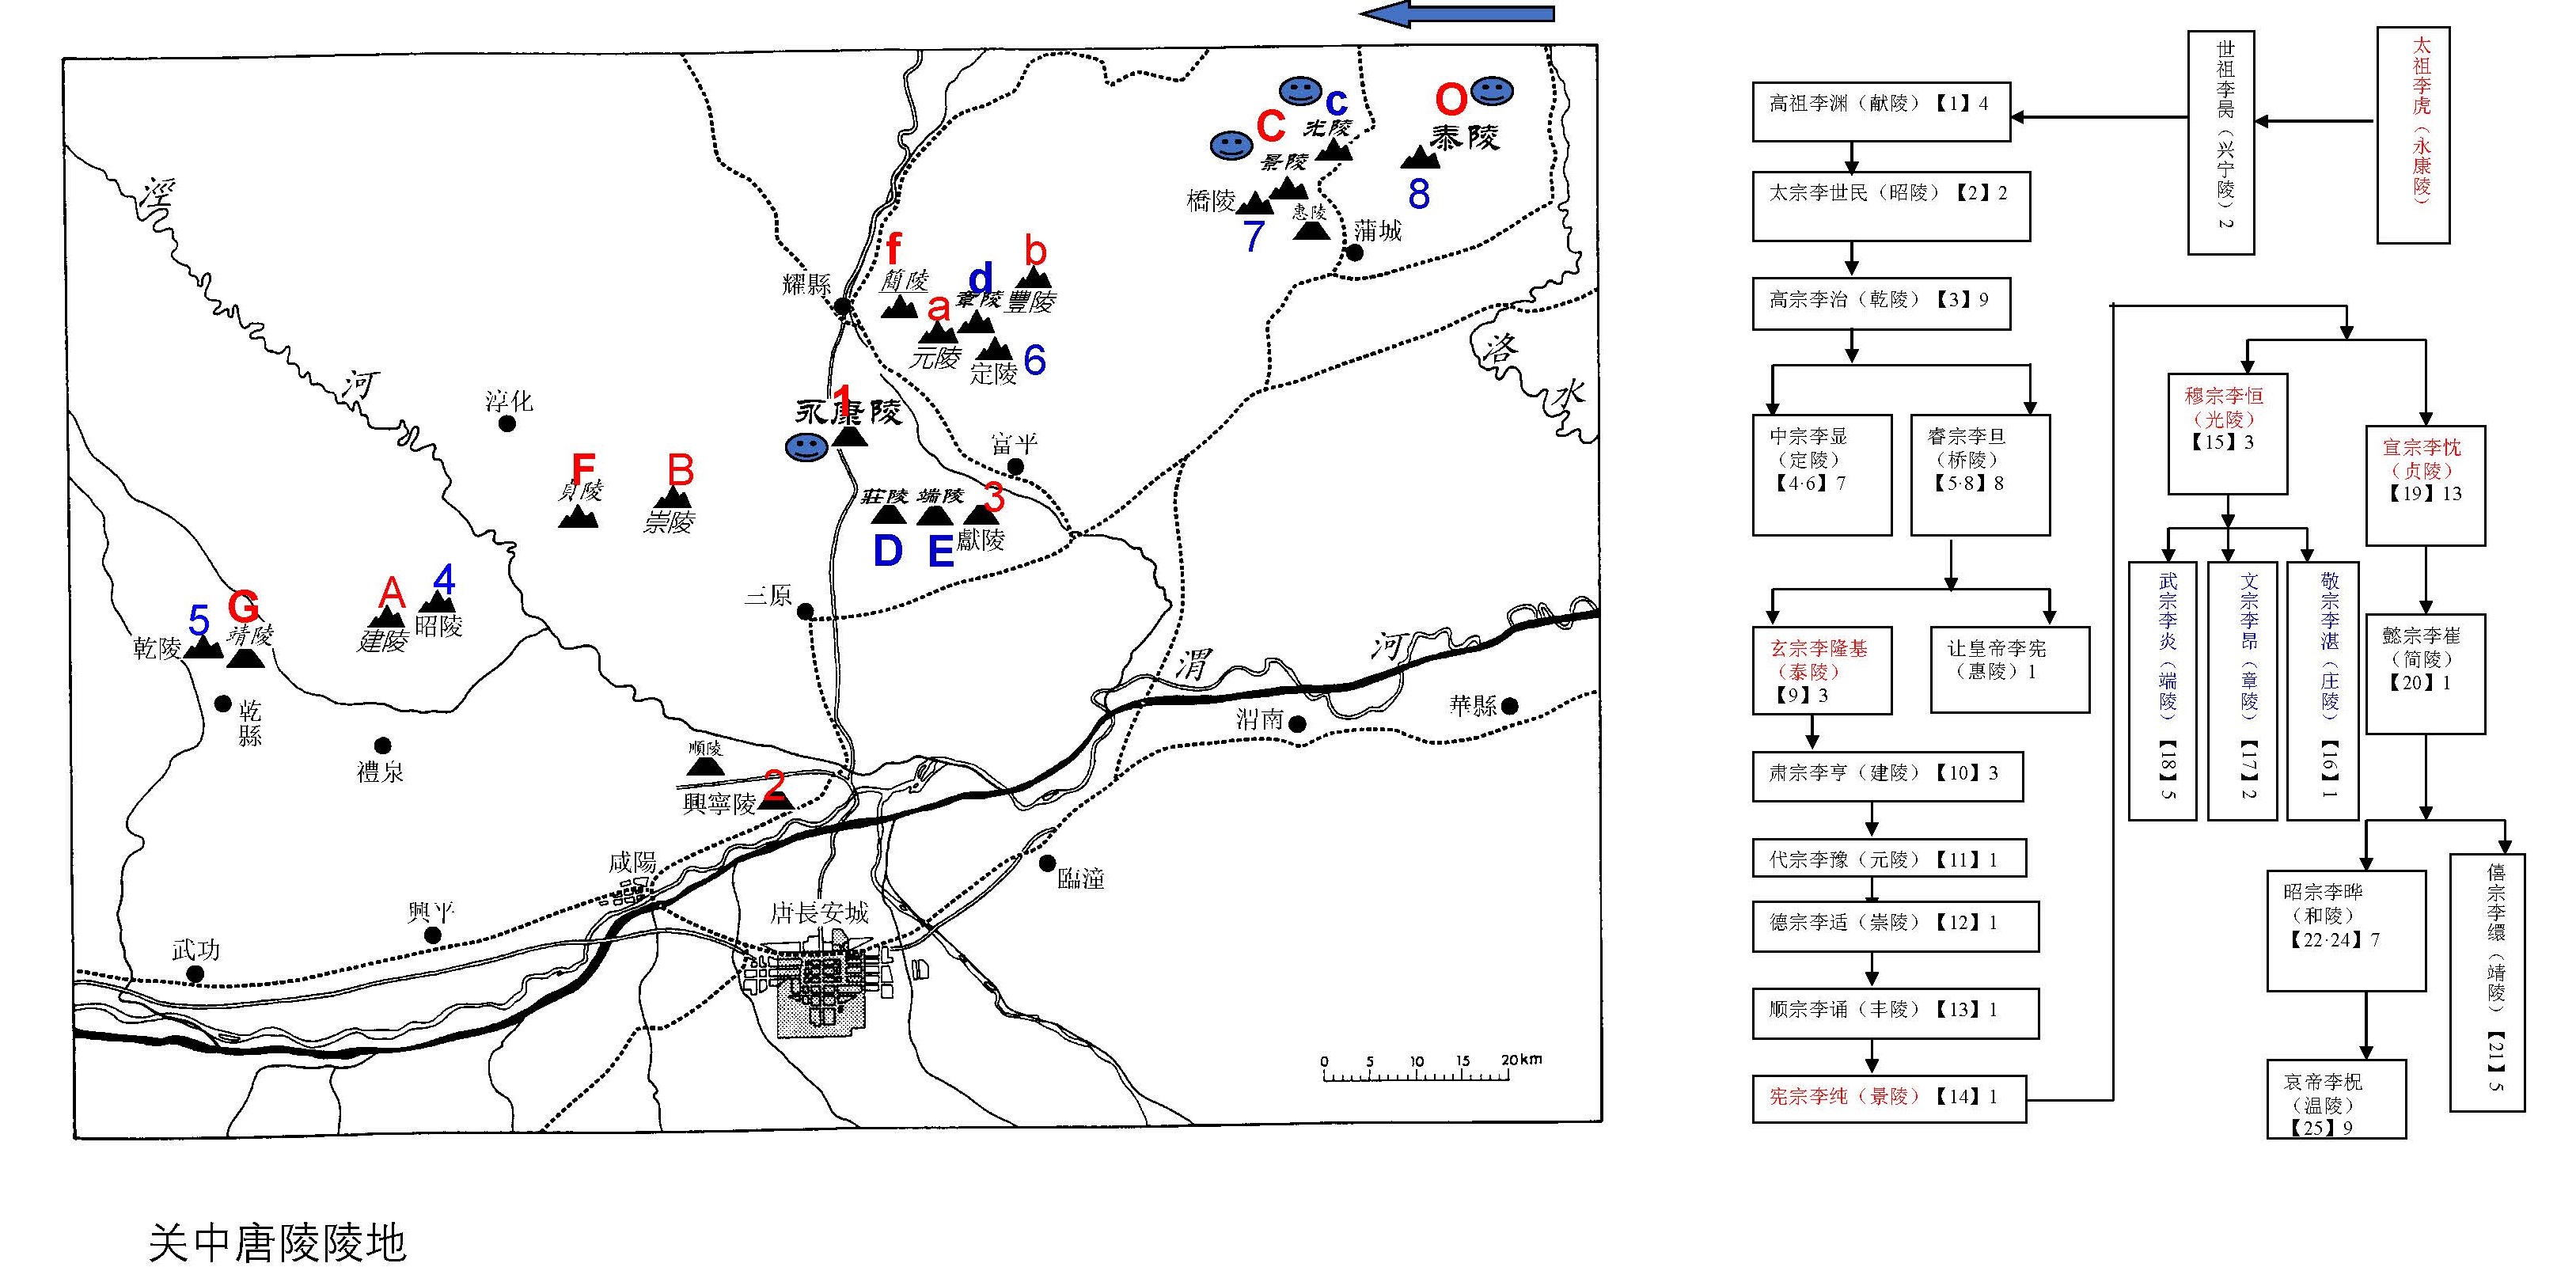 C
c
O
光陵
泰陵
景陵
橋陵
7
惠陵
8
蒲城
涇
河
f
簡陵
耀縣
a
d
章陵
b
豐陵
元陵
定陵
6
洛
水
淳化
1
永康陵
富平
F
貞陵
B
崇陵
莊陵
端陵
3
獻陵
D
E
三原
5
乾陵
G
靖陵
A
建陵
4
昭陵
乾縣
禮泉
渭
河
渭南
華縣
順陵
興寧陵
2
咸陽
臨潼
興平
武功
唐長安城
0 5 10 15 20km
关中唐陵陵地
太祖李虎（永康陵）
世祖李昺（兴宁陵）2
高祖李渊（献陵）【1】4
太宗李世民（昭陵）【2】2
高宗李治（乾陵）【3】9
中宗李显
（定陵）
【4·6】7
睿宗李旦
（桥陵）
【5·8】8
玄宗李隆基
（泰陵）
【9】3
让皇帝李宪
（惠陵）1
肃宗李亨（建陵）【10】3
代宗李豫（元陵）【11】1
德宗李适（崇陵）【12】1
顺宗李诵（丰陵）【13】1
宪宗李纯（景陵）【14】1
穆宗李恒
（光陵）
【15】3
宣宗李忱
（贞陵）
【19】13
武宗李炎（端陵）【18】5
文宗李昂（章陵）【17】2
敬宗李湛（庄陵）【16】1
懿宗李崔
（简陵）
【20】1
昭宗李晔
（和陵）
【22·24】7
僖宗李缳（靖陵）【21】5
哀帝李柷
（温陵）
【25】9